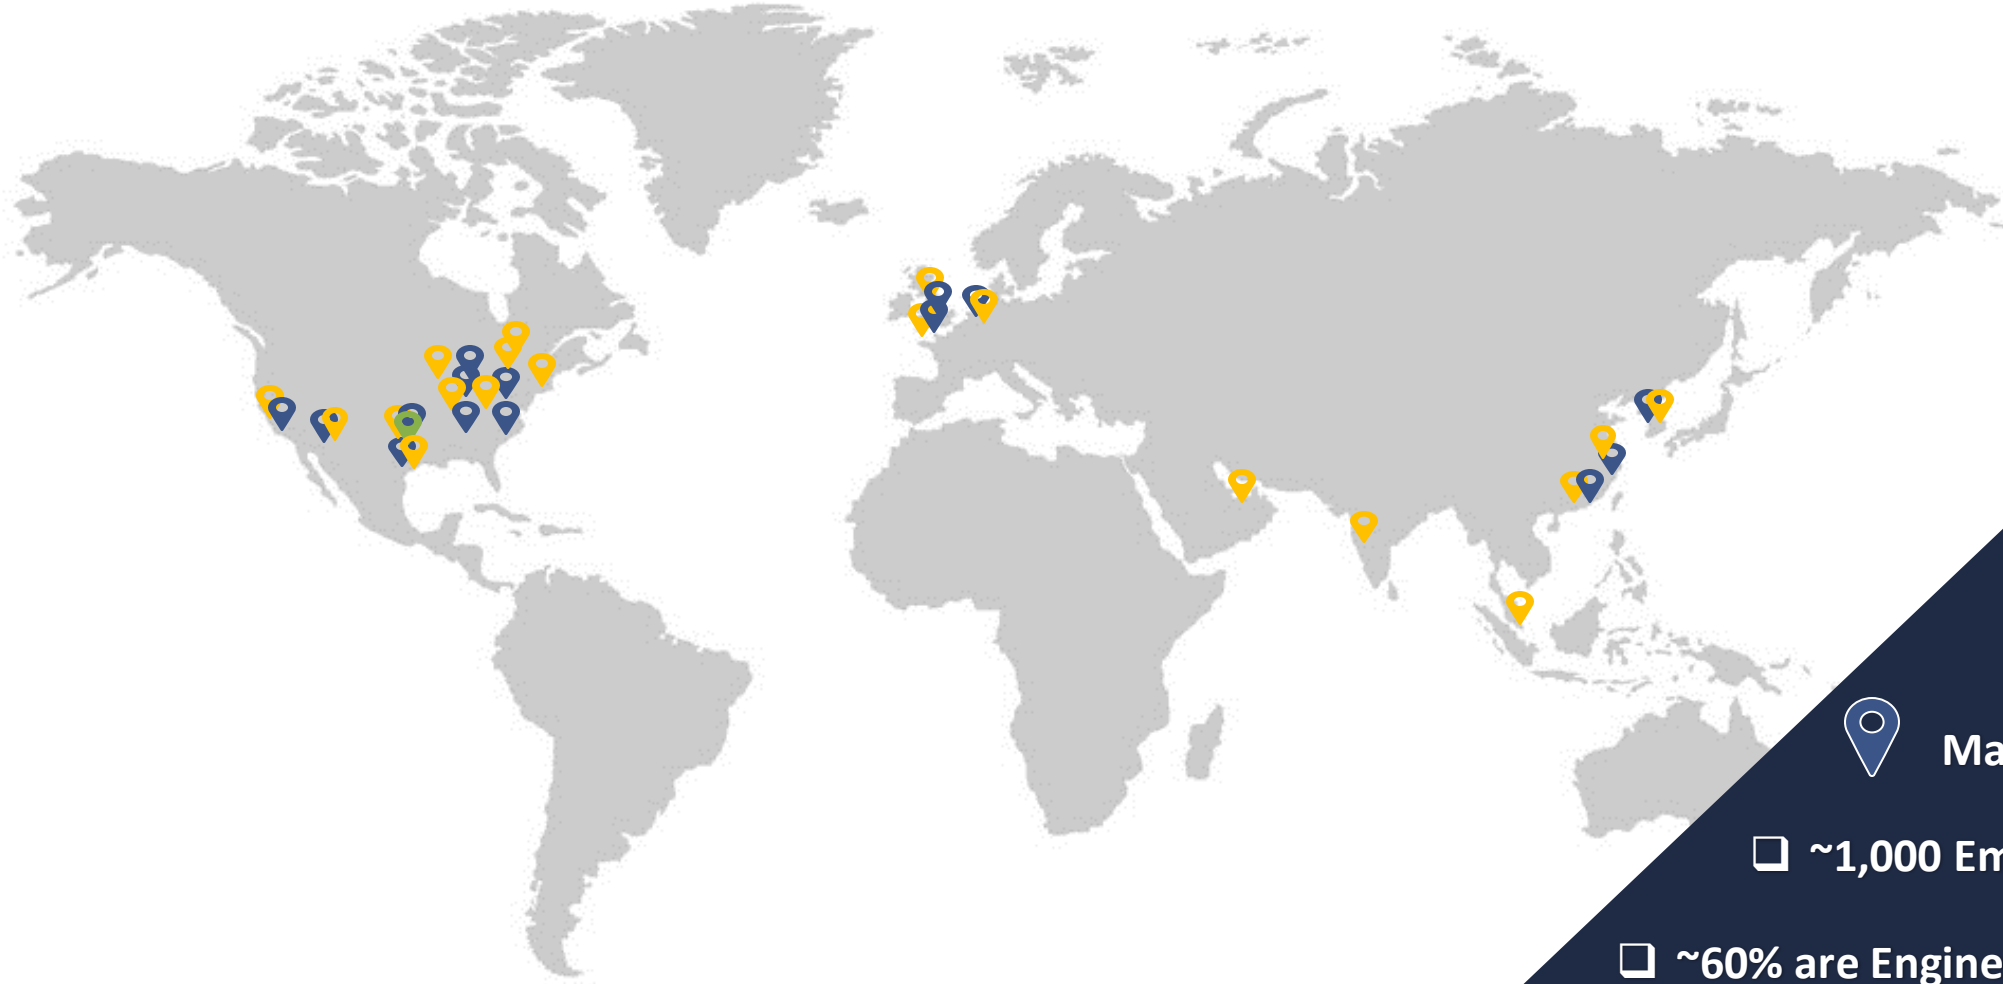 Ma
❑ ~1,000 Em
❑ ~60% are Engine